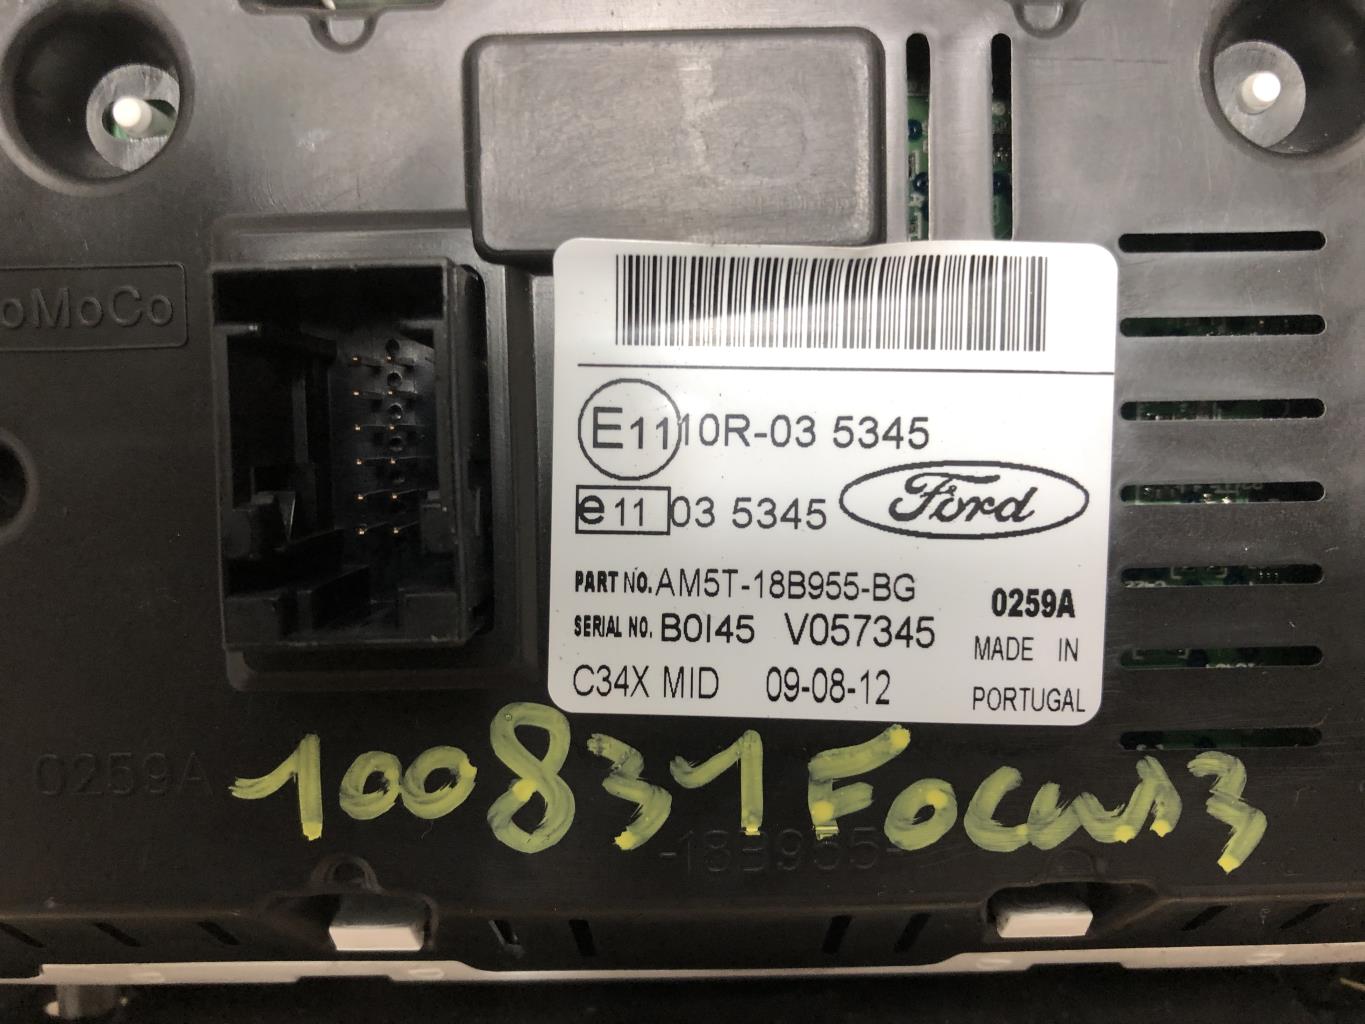 oMoCo
E11 10R-03 5345
e11 03 5345
Ford
PART NO. AM5T-18B955-BG
0259A
SERIAL NO. B0I45 V057345
MADE IN
C34X MID 09-08-12
PORTUGAL
0259A
100831 Focus3
-18B955-